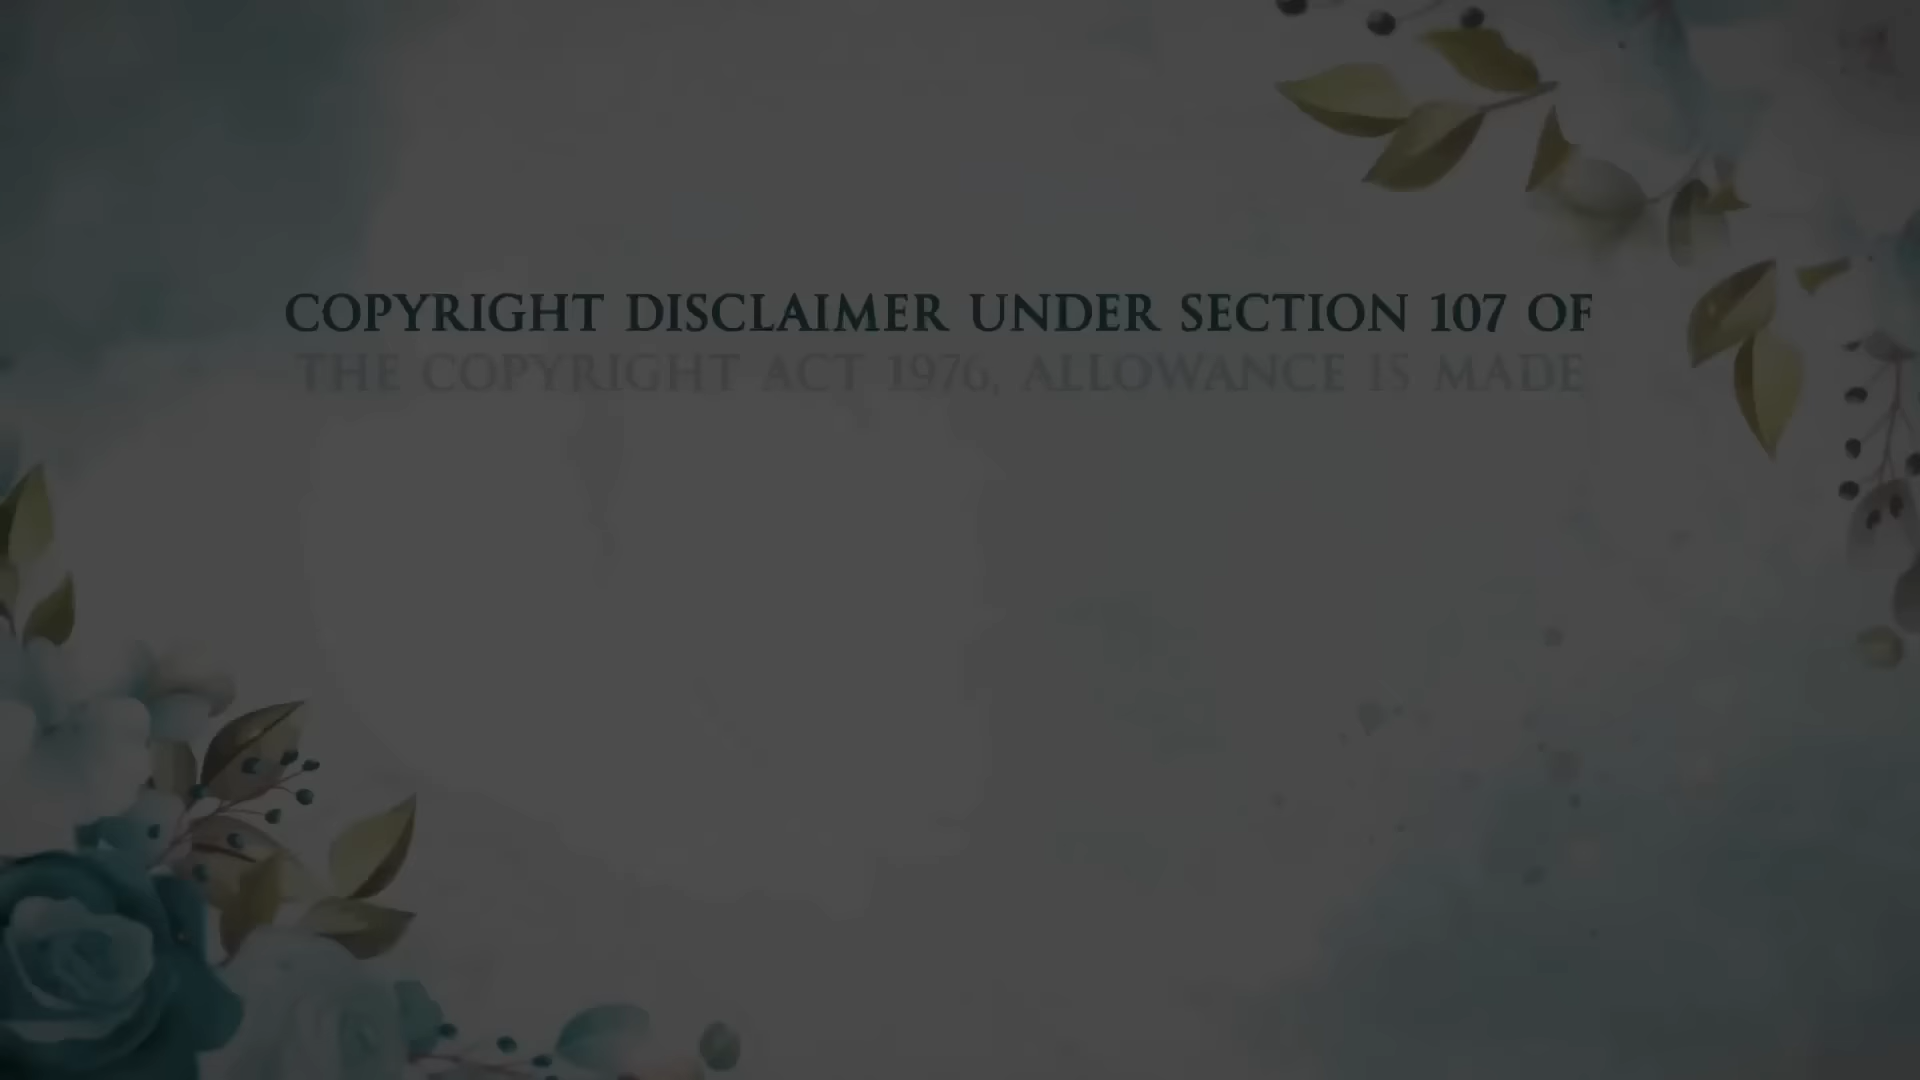 COPYRIGHT DISCLAIMER UNDER SECTION 107 OF
THE COPYRIGHT ACT 1976, ALLOWANCE IS MADE